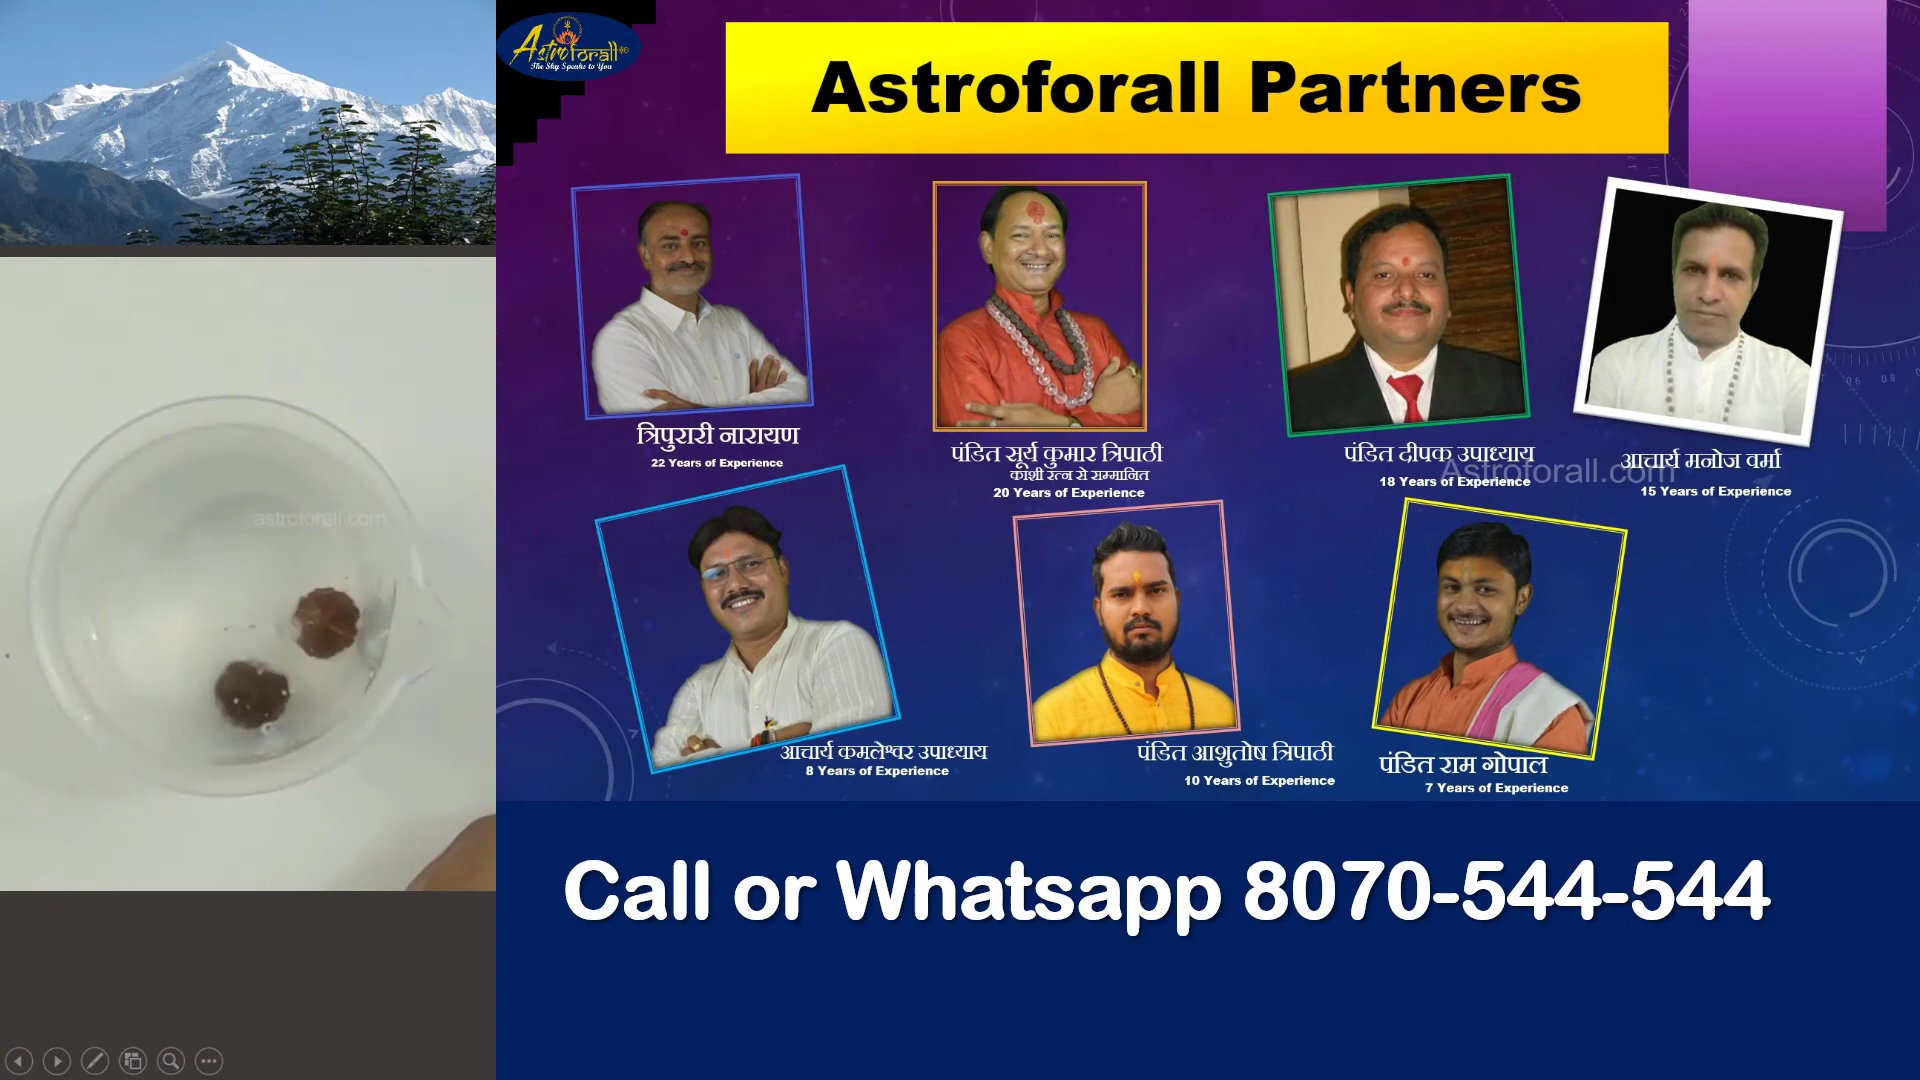 Astroforall
The Sky Speaks to You
Astroforall Partners
त्रिपुरारी नारायण
22 Years of Experience
पंडित सूर्य कुमार त्रिपाठी
काशी रत्न से सम्मानित
20 Years of Experience
पंडित दीपक उपाध्याय
18 Years of Experience
आचार्य मनोज वर्मा
15 Years of Experience
Astroforall.com
astroforall.com
आचार्य कमलेश्वर उपाध्याय
8 Years of Experience
पंडित आशुतोष त्रिपाठी
10 Years of Experience
पंडित राम गोपाल
7 Years of Experience
Call or Whatsapp 8070-544-544